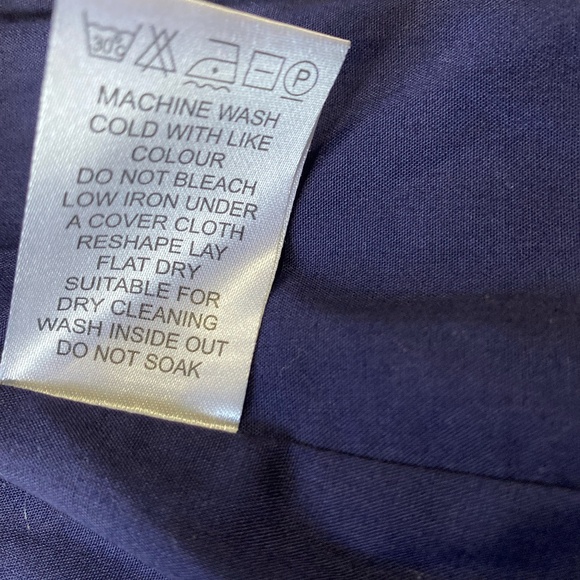 30°C P
MACHINE WASH
COLD WITH LIKE
COLOUR
DO NOT BLEACH
LOW IRON UNDER
A COVER CLOTH
RESHAPE LAY
FLAT DRY
SUITABLE FOR
DRY CLEANING
WASH INSIDE OUT
DO NOT SOAK